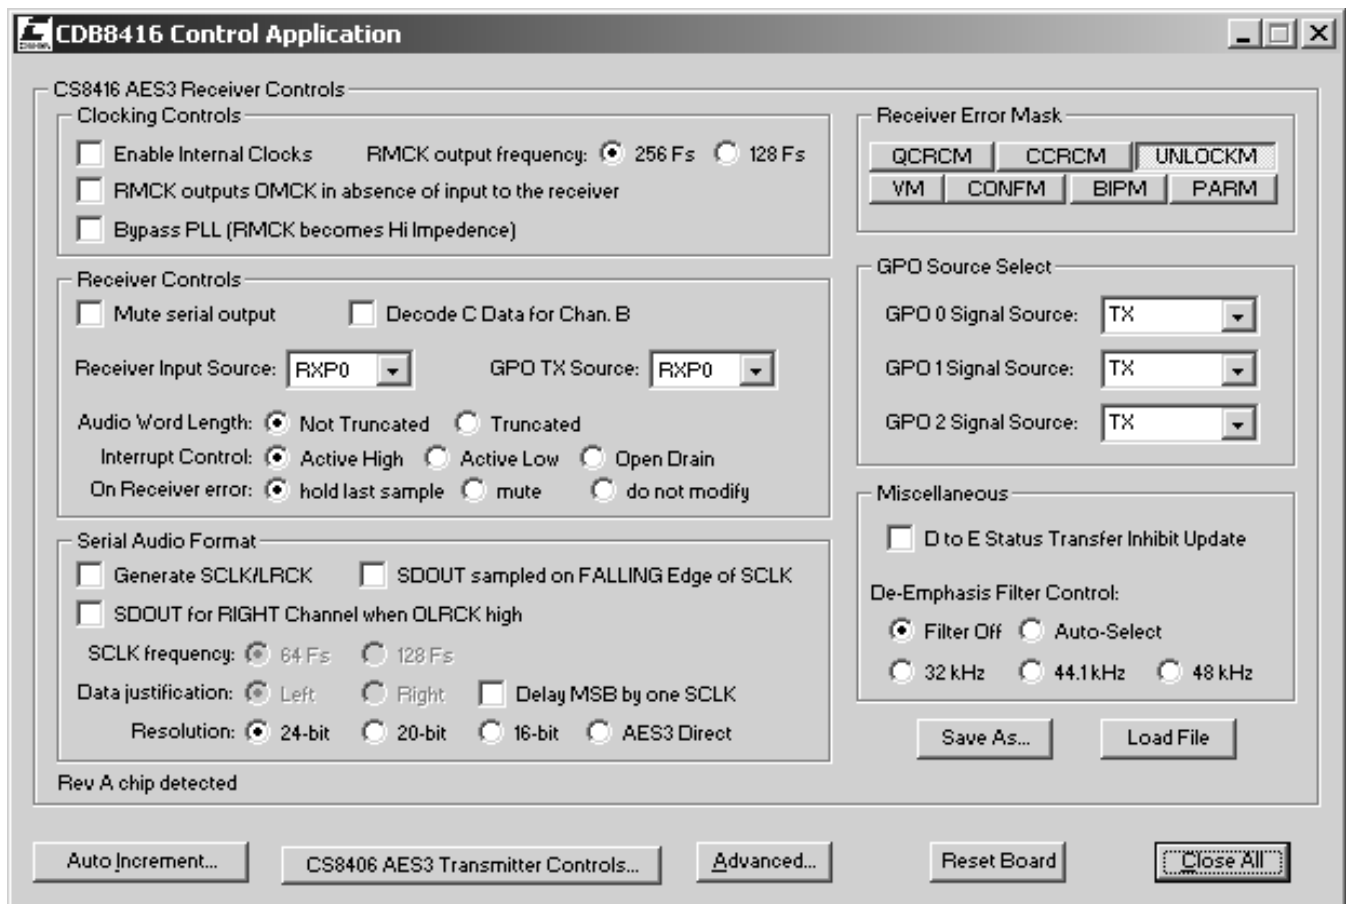 CDB8416 Control Application
CS8416 AES3 Receiver Controls
Clocking Controls
Enable Internal Clocks RMCK output frequency: 256 Fs 128 Fs
RMCK outputs OMCK in absence of input to the receiver
Bypass PLL (RMCK becomes Hi Impedence)
Receiver Controls
Mute serial output Decode C Data for Chan. B
Receiver Input Source: RXP0 GPO TX Source: RXP0
Audio Word Length: Not Truncated Truncated
Interrupt Control: Active High Active Low Open Drain
On Receiver error: hold last sample mute do not modify
Serial Audio Format
Generate SCLK/LRCK SDOUT sampled on FALLING Edge of SCLK
SDOUT for RIGHT Channel when OLRCK high
SCLK frequency: 64 Fs 128 Fs
Data justification: Left Right Delay MSB by one SCLK
Resolution: 24-bit 20-bit 16-bit AES3 Direct
Rev A chip detected
Receiver Error Mask
QCRCM CCRCM UNLOCKM
VM CONFM BIPM PARM
GPO Source Select
GPO 0 Signal Source: TX
GPO 1 Signal Source: TX
GPO 2 Signal Source: TX
Miscellaneous
D to E Status Transfer Inhibit Update
De-Emphasis Filter Control:
Filter Off Auto-Select
32 kHz 44.1 kHz 48 kHz
Save As... Load File
Auto Increment... CS8406 AES3 Transmitter Controls... Advanced... Reset Board Close All